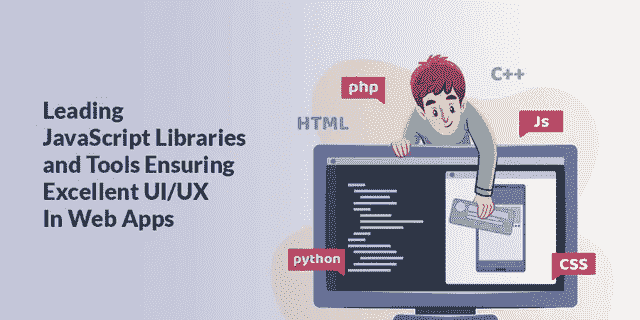 Leading
JavaScript Libraries
and Tools Ensuring
Excellent UI/UX
In Web Apps
php
C++
HTML
Js
python
CSS